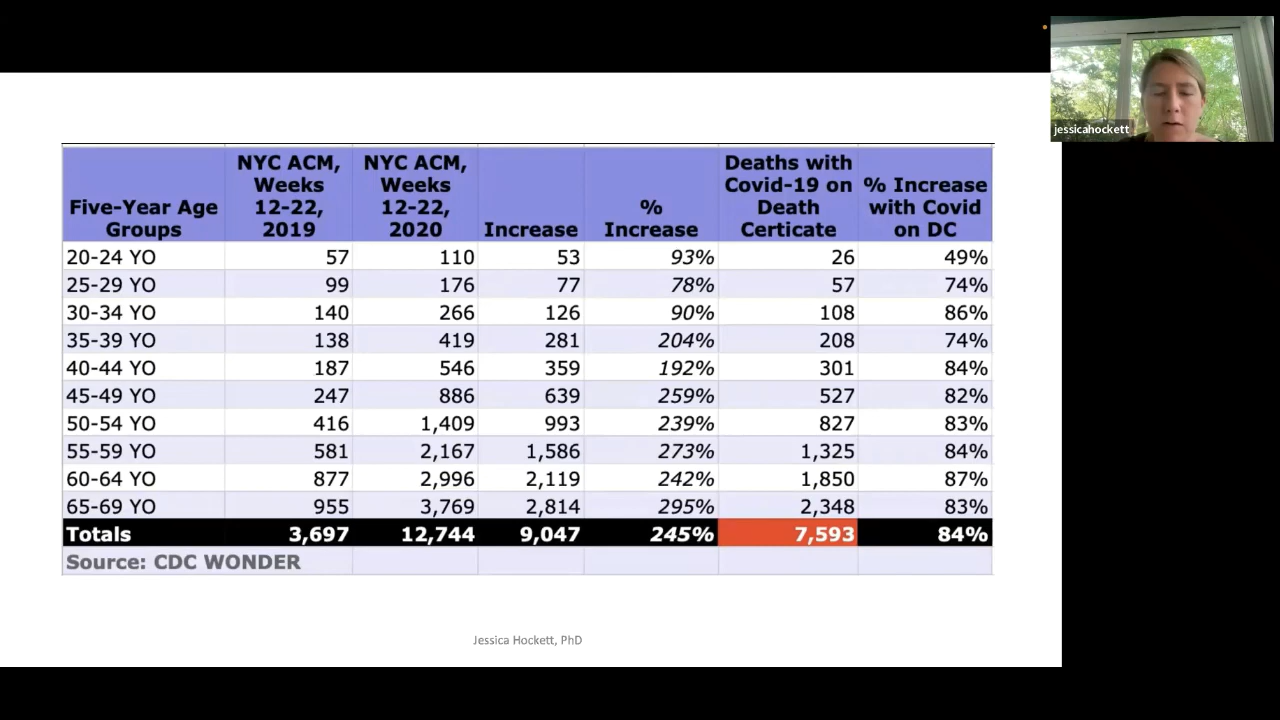 jessicahockett
Five-Year Age Groups NYC ACM, Weeks 12-22, 2019 NYC ACM, Weeks 12-22, 2020 Increase % Increase Deaths with Covid-19 on Death Certicate % Increase with Covid on DC
20-24 YO 57 110 53 93% 26 49%
25-29 YO 99 176 77 78% 57 74%
30-34 YO 140 266 126 90% 108 86%
35-39 YO 138 419 281 204% 208 74%
40-44 YO 187 546 359 192% 301 84%
45-49 YO 247 886 639 259% 527 82%
50-54 YO 416 1,409 993 239% 827 83%
55-59 YO 581 2,167 1,586 273% 1,325 84%
60-64 YO 877 2,996 2,119 242% 1,850 87%
65-69 YO 955 3,769 2,814 295% 2,348 83%
Totals 3,697 12,744 9,047 245% 7,593 84%
Source: CDC WONDER
Jessica Hockett, PhD